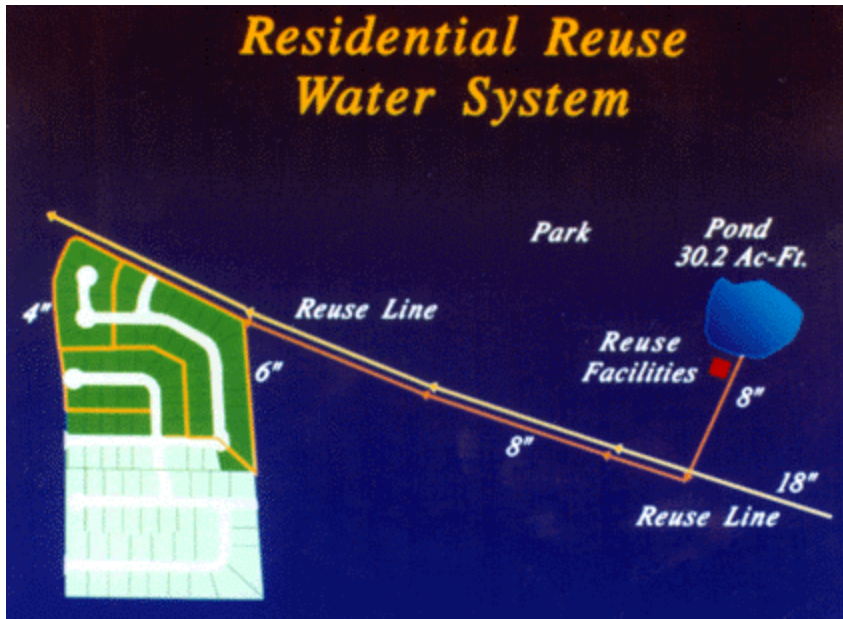 Residential Reuse
Water System
Park
Pond
30.2 Ac-Ft.
4"
Reuse Line
Reuse
Facilities
6"
8"
8"
18"
Reuse Line